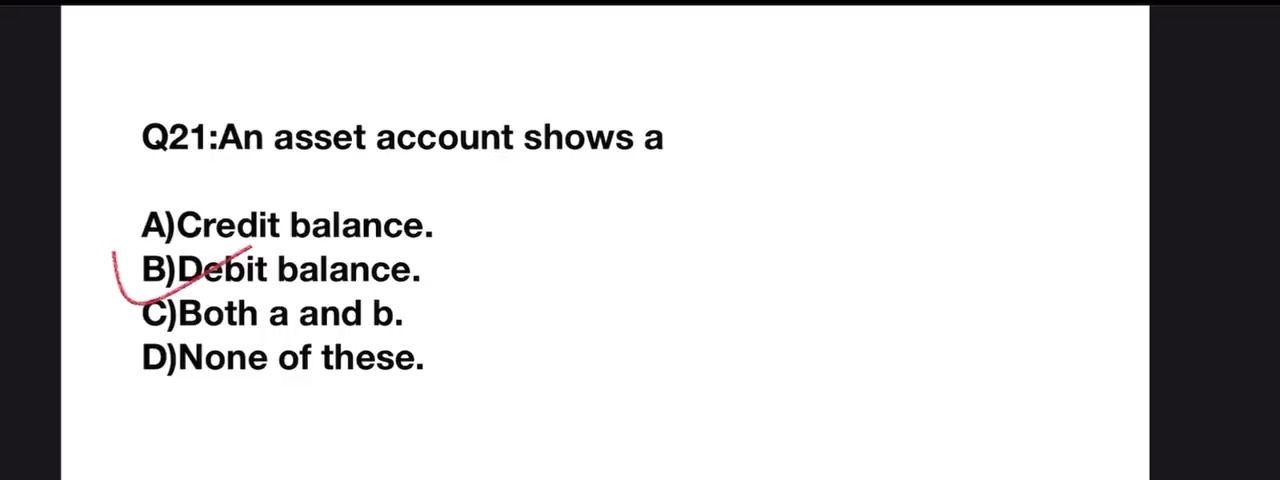 Q21:An asset account shows a
A)Credit balance.
B)Debit balance.
C)Both a and b.
D)None of these.